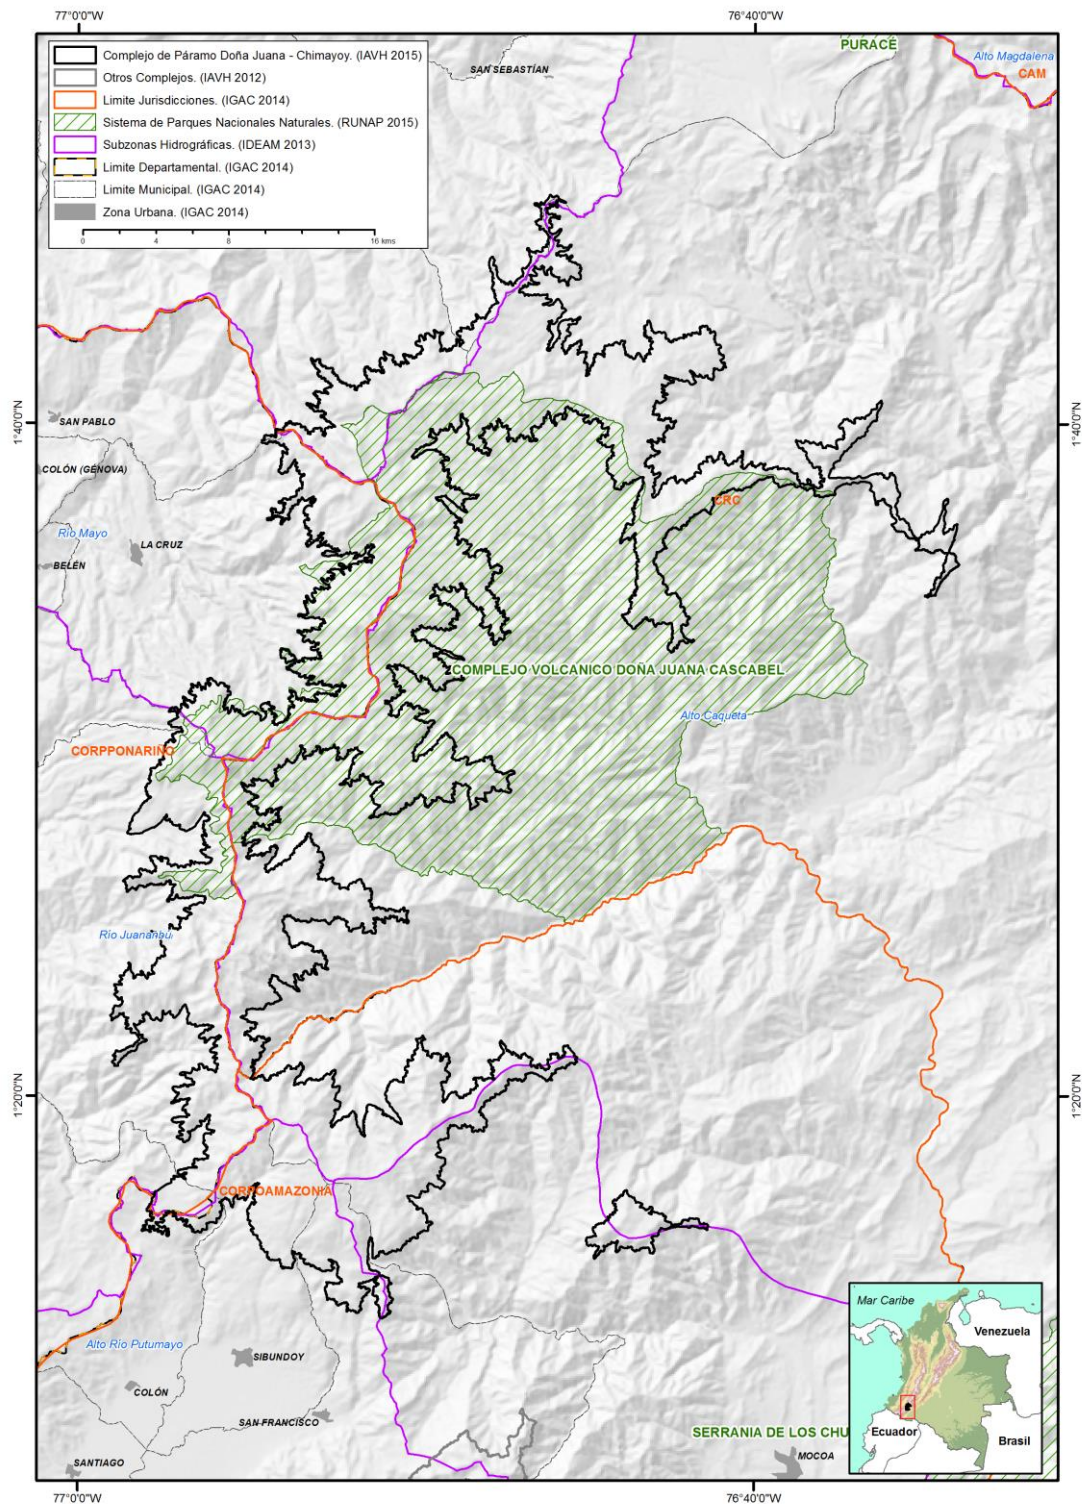 77°0'0"W
76°40'0"W
Complejo de Páramo Doña Juana - Chimayoy. (IAVH 2015)
Otros Complejos. (IAVH 2012)
Limite Jurisdicciones. (IGAC 2014)
Sistema de Parques Nacionales Naturales. (RUNAP 2015)
Subzonas Hidrográficas. (IDEAM 2013)
Limite Departamental. (IGAC 2014)
Limite Municipal. (IGAC 2014)
Zona Urbana. (IGAC 2014)
0 4 8 16 kms
PURACE
Alto Magdalena
CAM
SAN SEBASTÍAN
1°40'0"N
1°40'0"N
SAN PABLO
COLÓN (GÉNOVA)
CRC
Río Mayo
LA CRUZ
BELÉN
COMPLEJO VOLCANICO DOÑA JUANA CASCABEL
Alto Caqueta
CORPPONARIÑO
Río Juananbú
1°20'0"N
1°20'0"N
CORPOAMAZONIA
Alto Río Putumayo
SIBUNDOY
COLÓN
SAN FRANCISCO
SANTIAGO
SERRANIA DE LOS CHU
MOCOA
Mar Caribe
Venezuela
Ecuador
Brasil
77°0'0"W
76°40'0"W